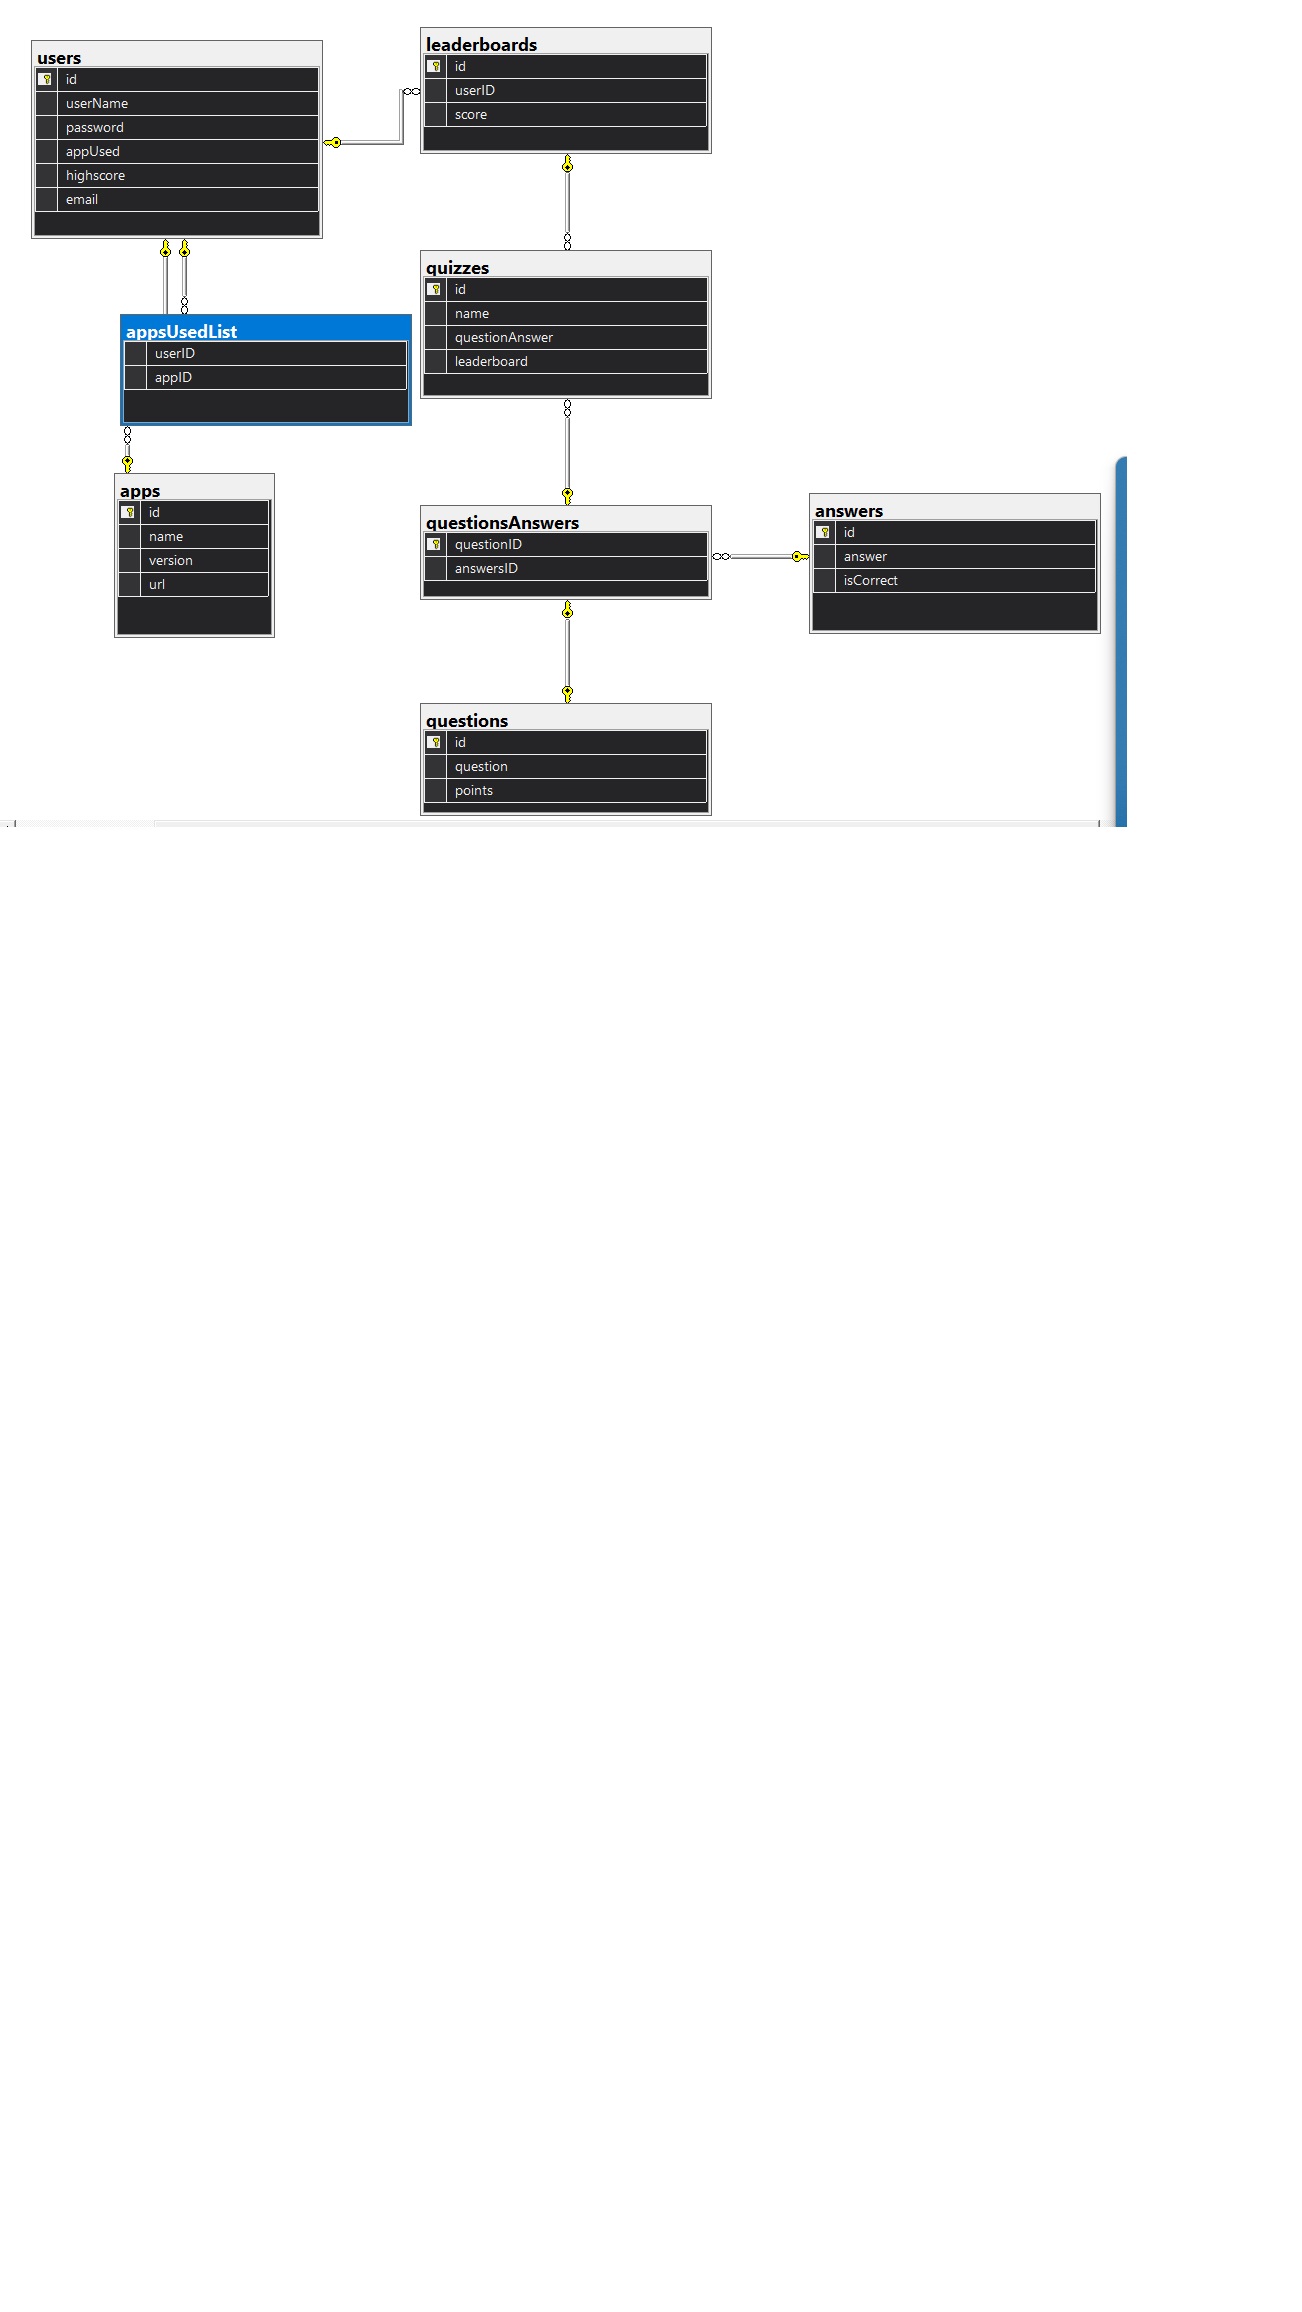 users
id
userName
password
appUsed
highscore
email
leaderboards
id
userID
score
appsUsedList
userID
appID
quizzes
id
name
questionAnswer
leaderboard
apps
id
name
version
url
questionsAnswers
questionID
answersID
answers
id
answer
isCorrect
questions
id
question
points